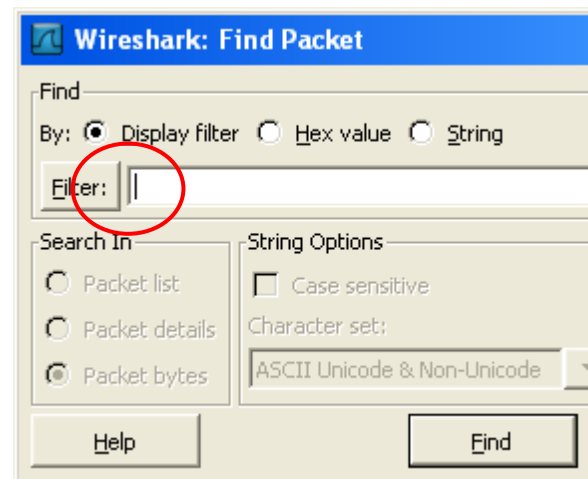 Wireshark: Find Packet
Find
By: Display filter Hex value String
Filter:
Search In
String Options
Packet list
Case sensitive
Packet details
Character set:
Packet bytes
ASCII Unicode & Non-Unicode
Help
Find